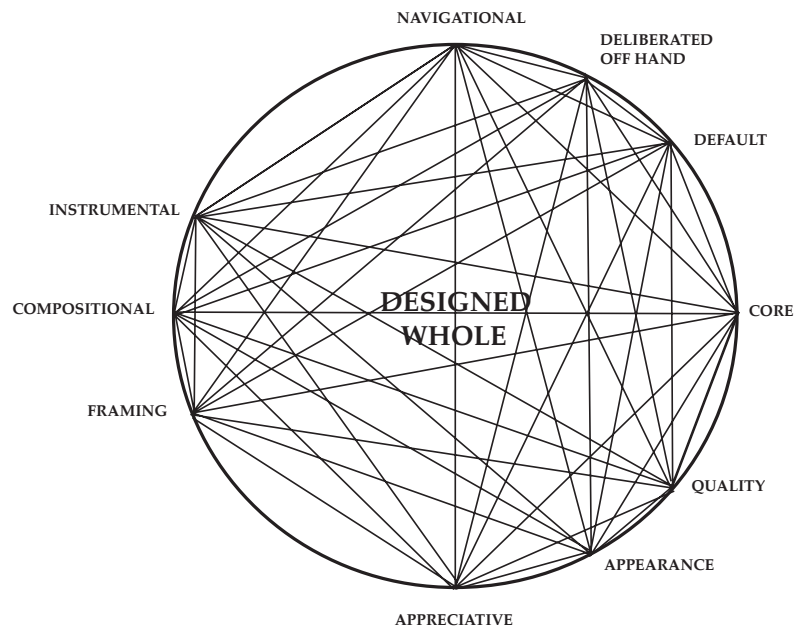 NAVIGATIONAL
DELIBERATED
OFF HAND
DEFAULT
INSTRUMENTAL
COMPOSITIONAL
DESIGNED
WHOLE
CORE
FRAMING
QUALITY
APPEARANCE
APPRECIATIVE